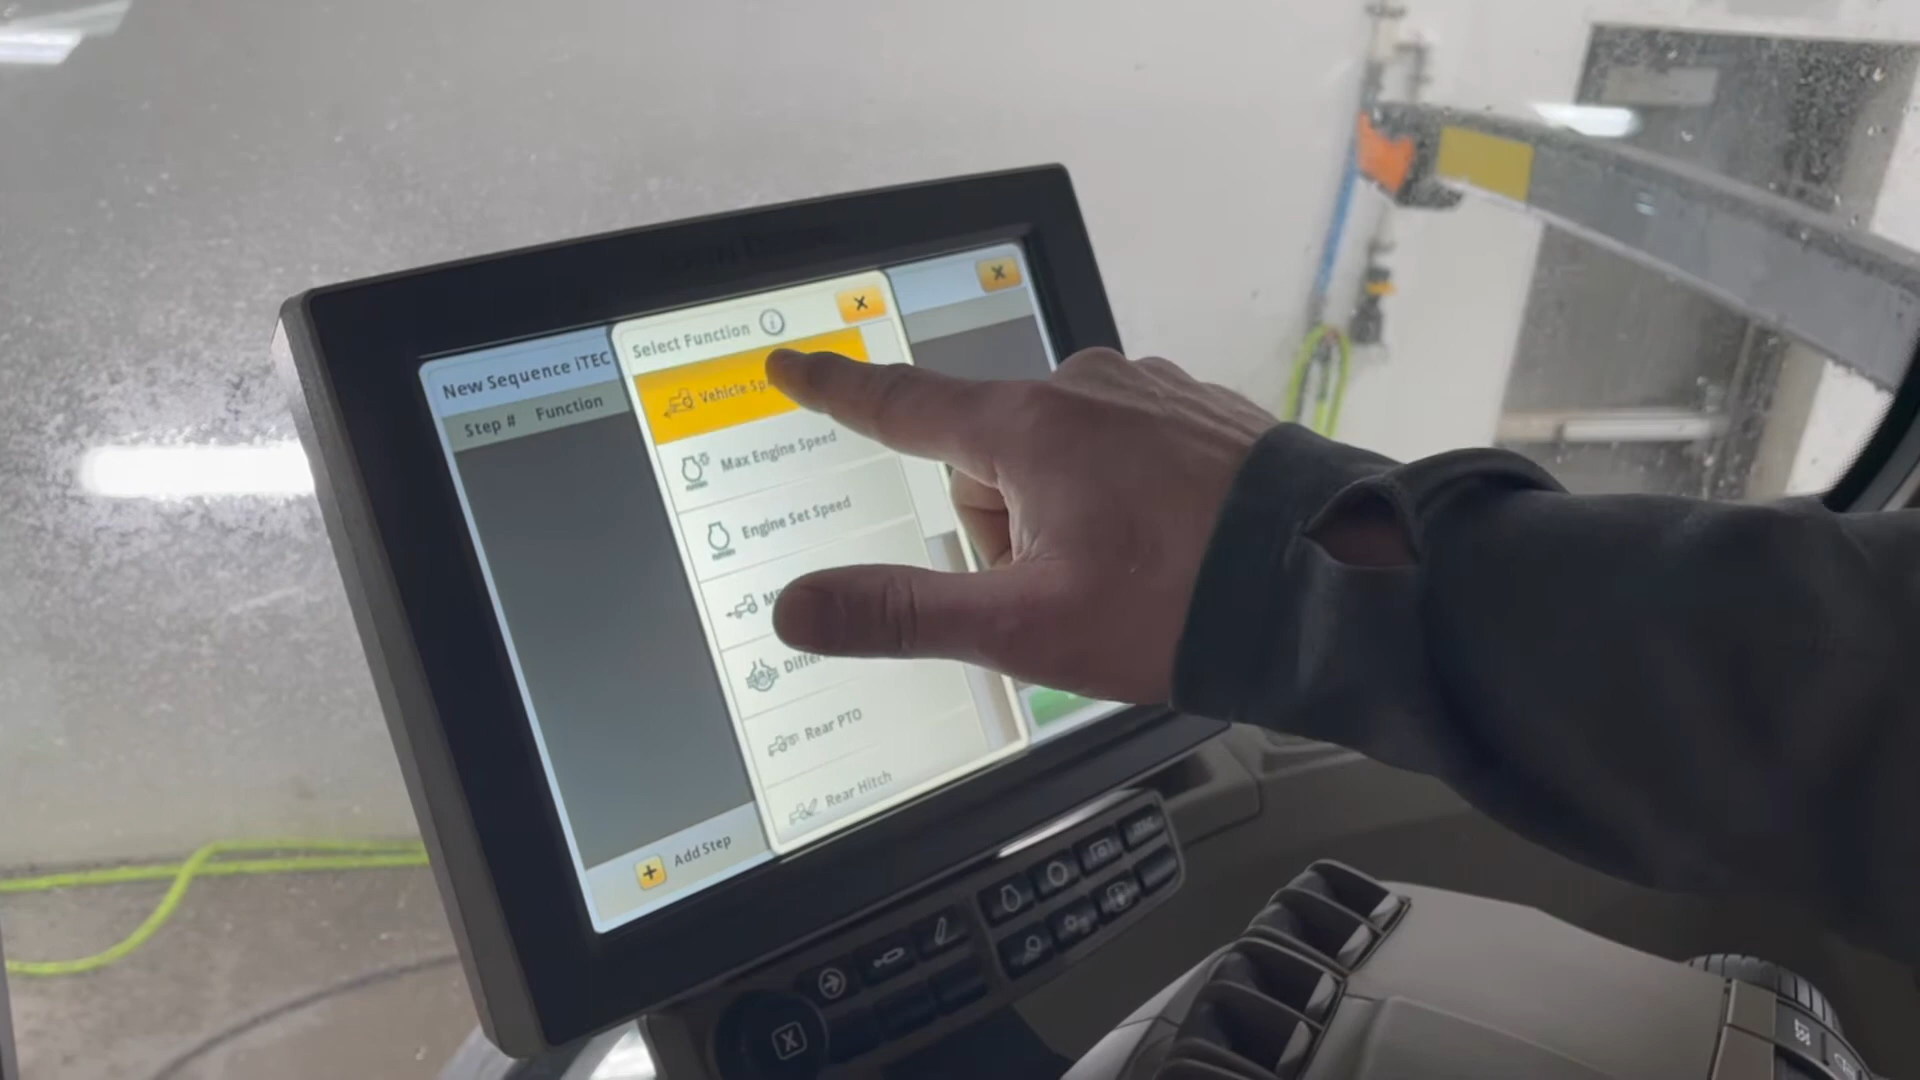 New Sequence iTEC
Step # Function
Select Function
Vehicle Sp
Max Engine Speed
Engine Set Speed
Rear PTO
Rear Hitch
Add Step